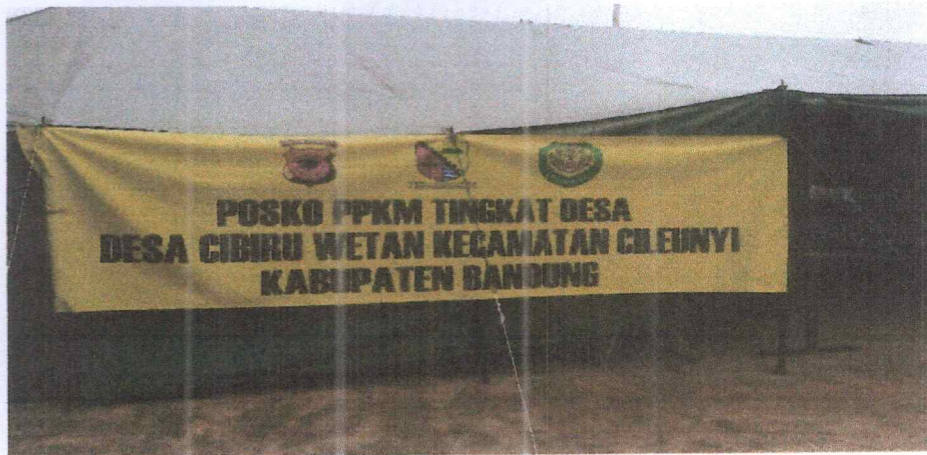 POSKO PPKM TINGKAT DESA
DESA CIBIRU WETAN KECAMATAN CILEUNYI
KABUPATEN BANDUNG